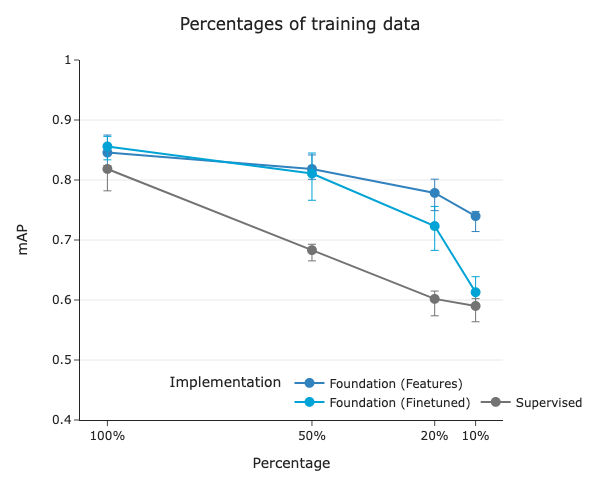 Percentages of training data
1
0.9
0.8
0.7
0.6
0.5
0.4
mAP
Implementation
Foundation (Features)
Foundation (Finetuned)
Supervised
100%
50%
20%
10%
Percentage